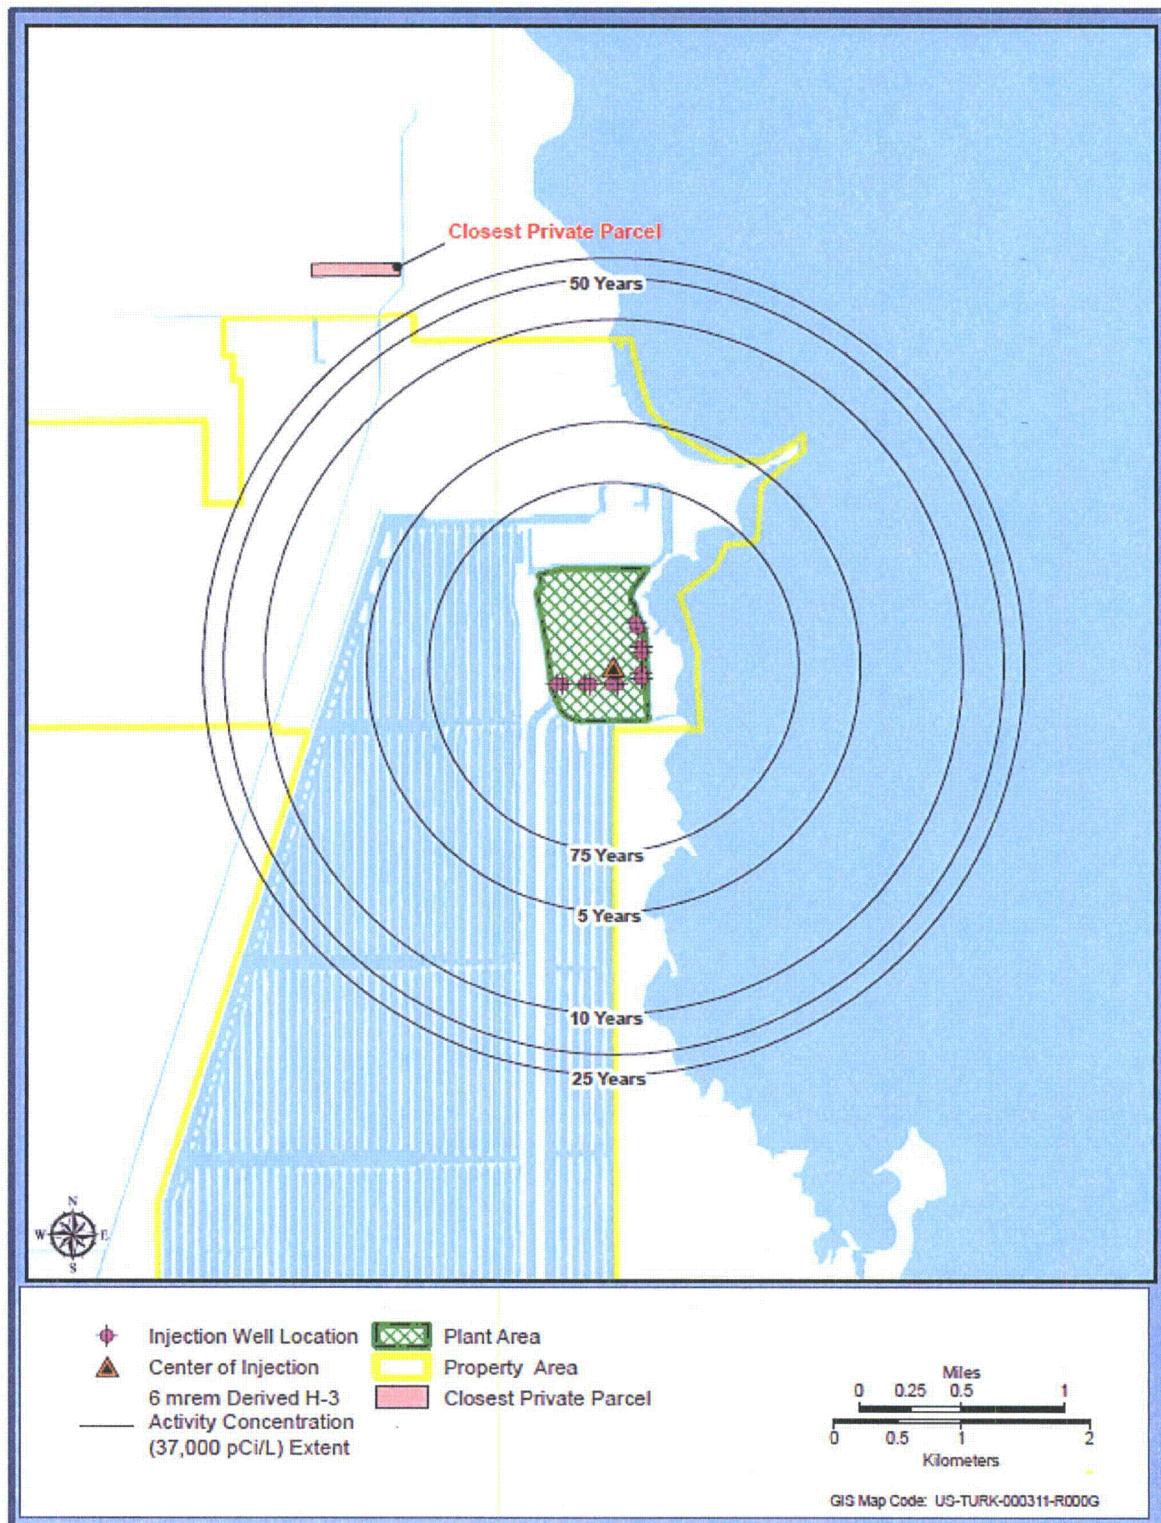 Closest Private Parcel
50 Years
75 Years
5 Years
10 Years
25 Years
N
W E
S
Injection Well Location
Center of Injection
6 mrem Derived H-3
Activity Concentration
(37,000 pCi/L) Extent
Plant Area
Property Area
Closest Private Parcel
Miles
0 0.25 0.5 1
0 0.5 1 2
Kilometers
GIS Map Code: US-TURK-000311-R000G